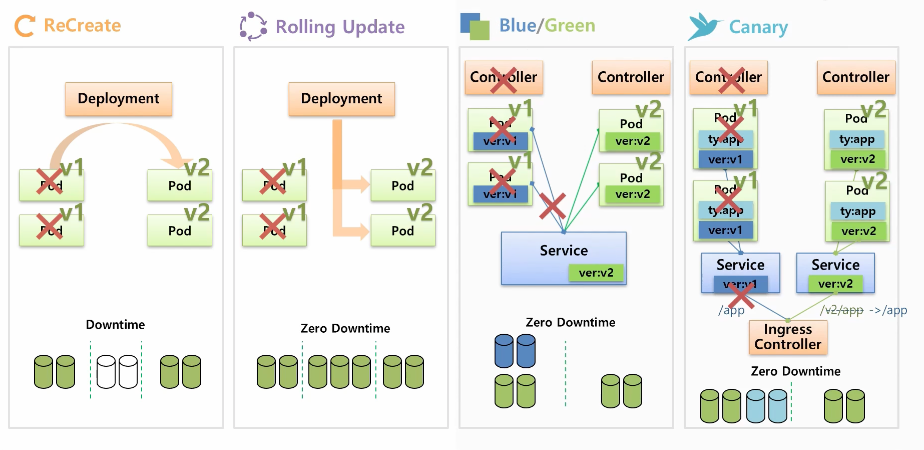 ReCreate
Deployment
v1
Pod
v2
Pod
v1
Pod
v2
Pod
Downtime
Rolling Update
Deployment
v1
Pod
v2
Pod
v1
Pod
v2
Pod
Zero Downtime
Blue/Green
Controller
Controller
v1
Pod
ver:v1
v2
Pod
ver:v2
v1
Pod
ver:v1
v2
Pod
ver:v2
Service
ver:v2
Zero Downtime
Canary
Controller
Controller
v1
Pod
ty:app
ver:v1
v2
Pod
ty:app
ver:v2
v1
Pod
ty:app
ver:v1
v2
Pod
ty:app
ver:v2
Service
ver:v1
Service
ver:v2
/app
/v2/app ->/app
Ingress
Controller
Zero Downtime